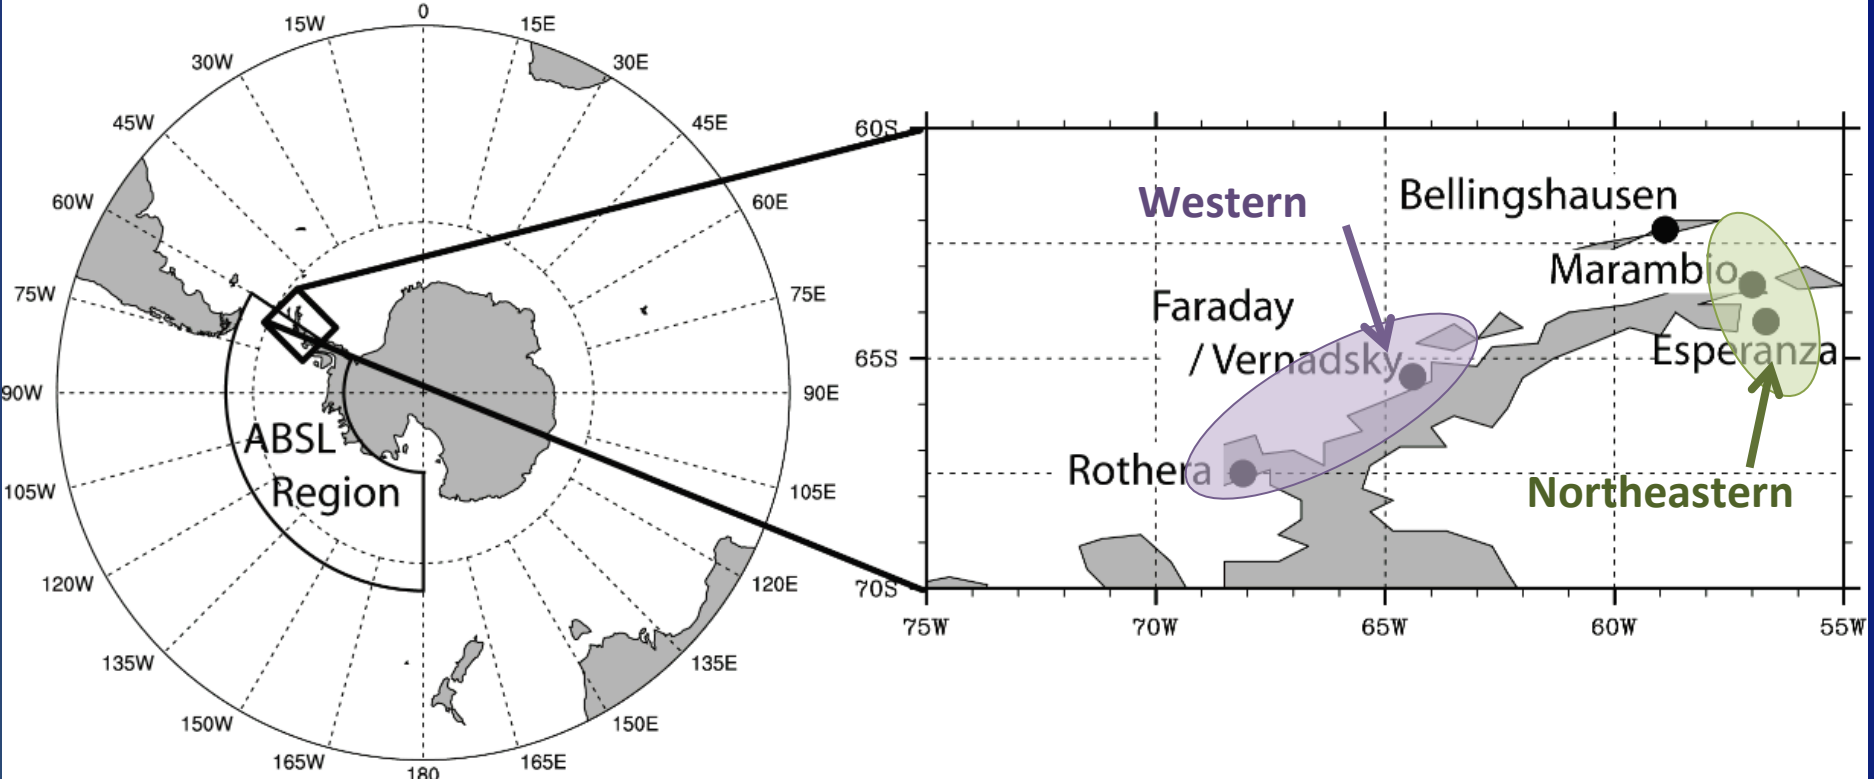 0
15W
15E
30W
30E
45W
45E
60W
60E
75W
75E
90W
90E
105W
105E
120W
120E
135W
135E
150W
150E
165W
165E
180
ABSL
Region
60S
65S
70S
75W
70W
65W
60W
55W
Western
Bellingshausen
Marambio
Faraday
/ Vernadsky
Esperanza
Rothera
Northeastern